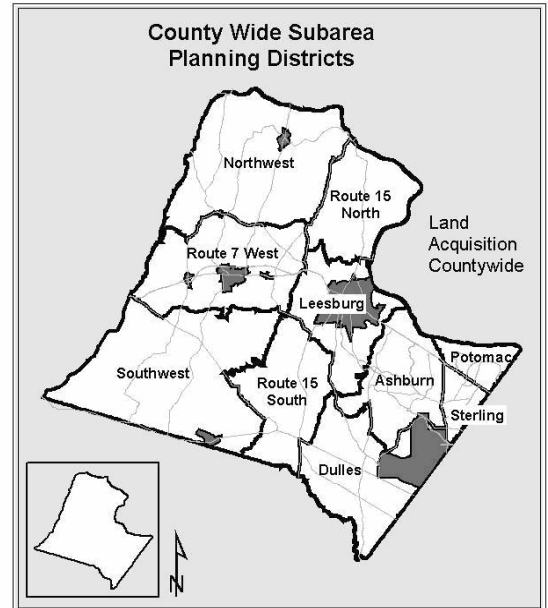 County Wide Subarea
Planning Districts
Northwest
Route 15
North
Land
Acquisition
Countywide
Route 7 West
Leesburg
Potomac
Southwest
Route 15
South
Ashburn
Sterling
Dulles
N